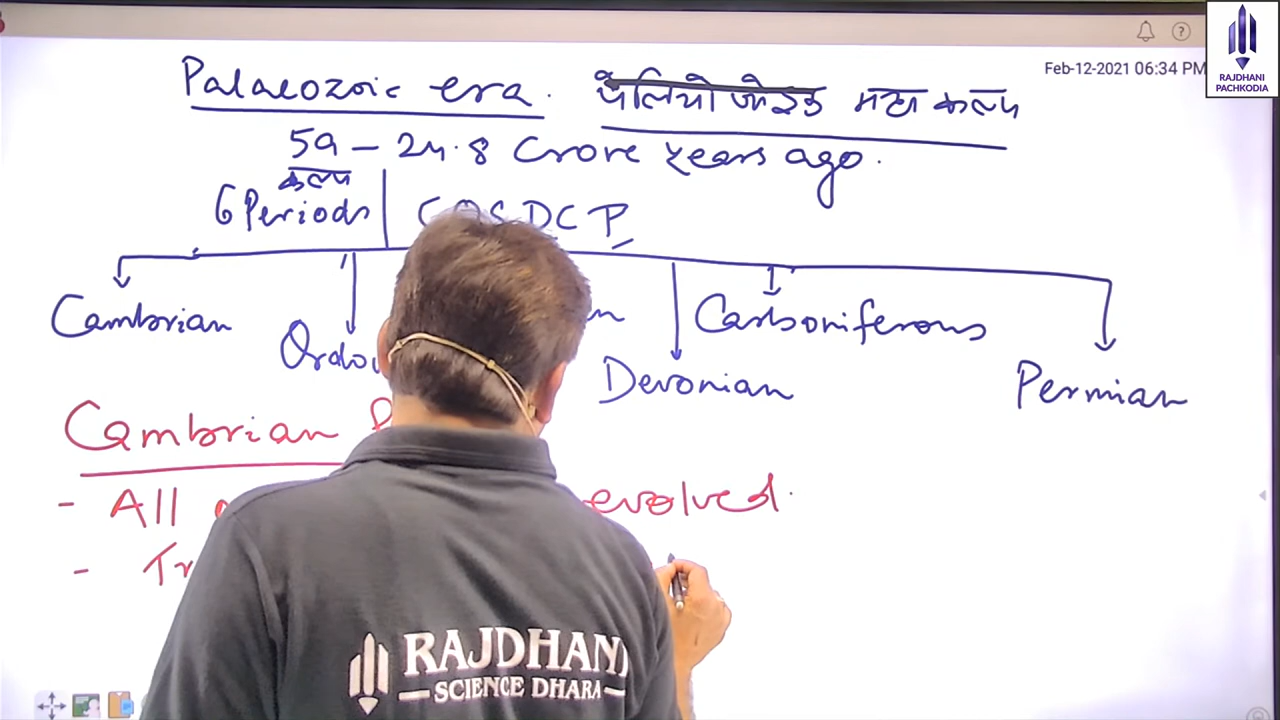 RAJDHANI
PACHKODIA
Feb-12-2021 06:34 PM
Palaeozoic era. पैलियोजोइक महाकल्प
59 – 24.8 Crore years ago.
कल्प
6 Periods C O S D C P
Cambrian
Carboniferous
Devonian
Permian
Cambrian
- All evolved.
-
RAJDHANI
SCIENCE DHARA